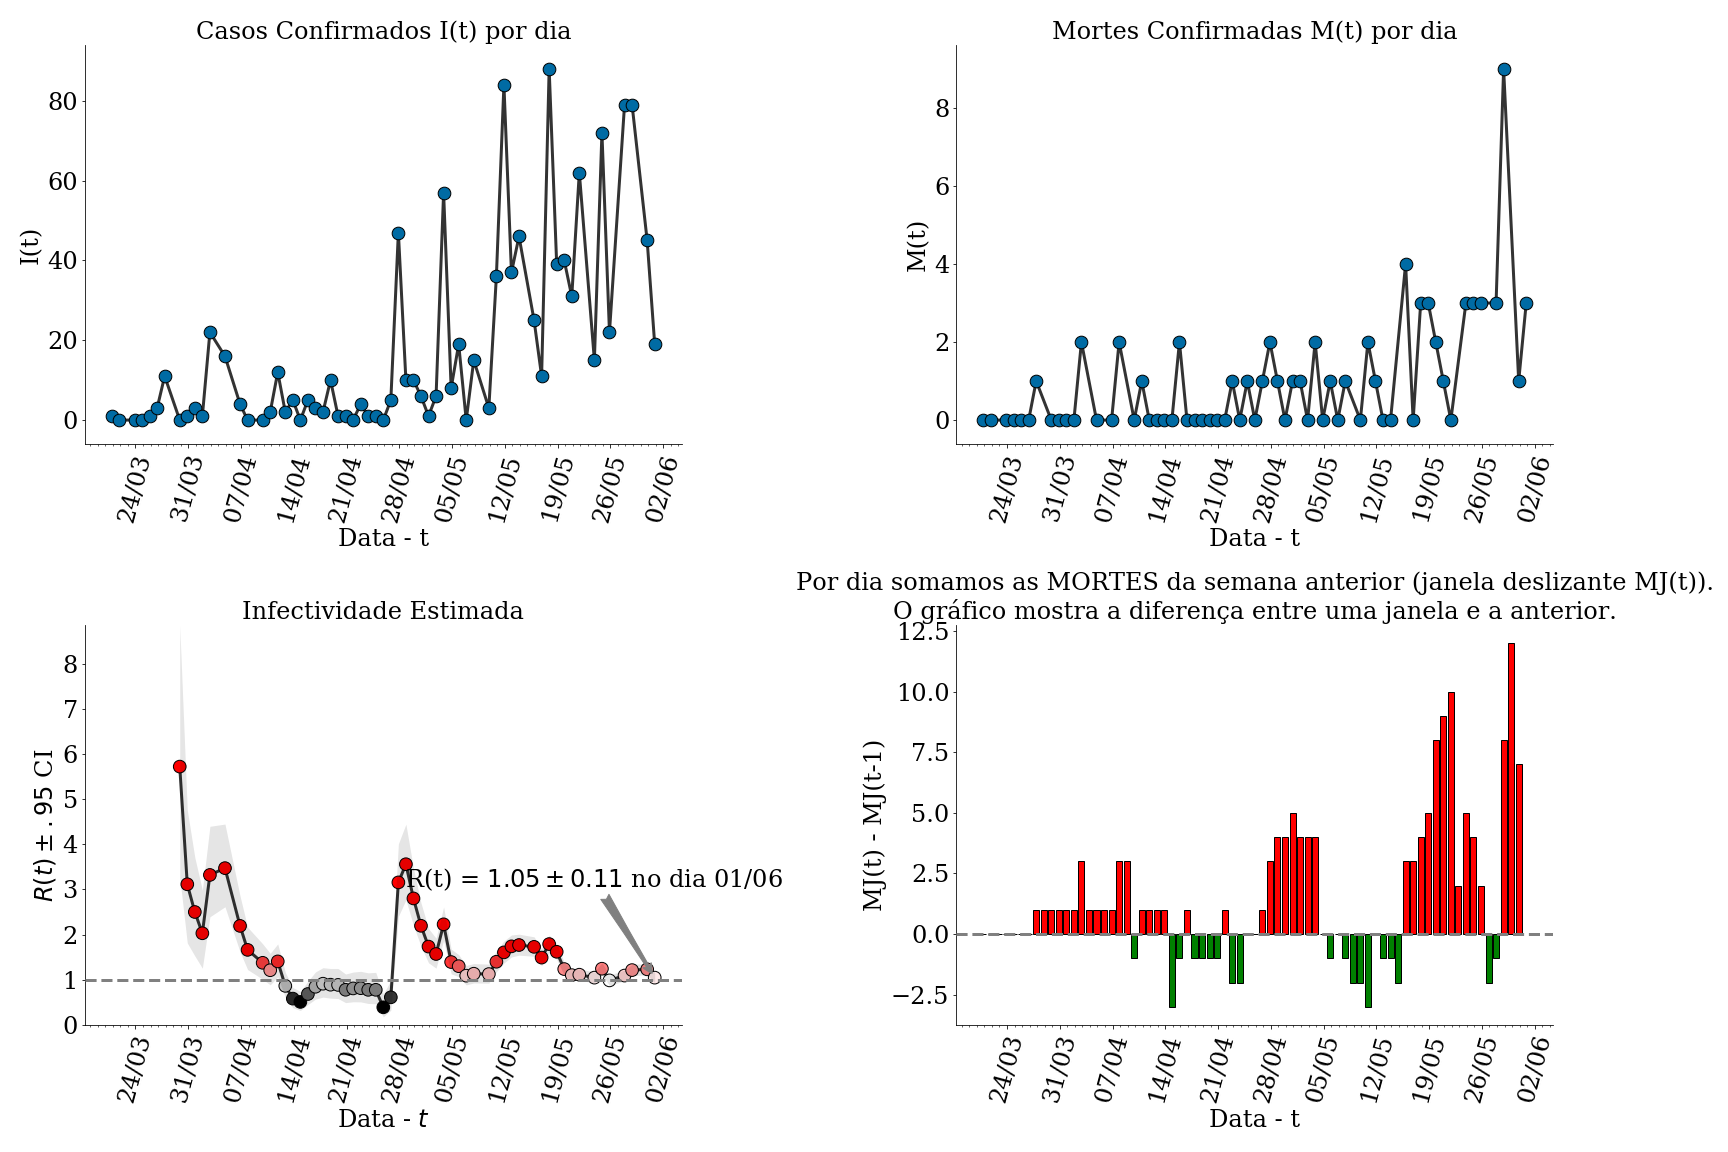 Casos Confirmados I(t) por dia
I(t)
80
60
40
20
0
24/03 31/03 07/04 14/04 21/04 28/04 05/05 12/05 19/05 26/05 02/06
Data - t
Mortes Confirmadas M(t) por dia
M(t)
8
6
4
2
0
24/03 31/03 07/04 14/04 21/04 28/04 05/05 12/05 19/05 26/05 02/06
Data - t
Infectividade Estimada
R(t) ± .95 CI
8
7
6
5
4
3
2
1
0
R(t) = 1.05 ± 0.11 no dia 01/06
24/03 31/03 07/04 14/04 21/04 28/04 05/05 12/05 19/05 26/05 02/06
Data - t
Por dia somamos as MORTES da semana anterior (janela deslizante MJ(t)).
O gráfico mostra a diferença entre uma janela e a anterior.
MJ(t) - MJ(t-1)
12.5
10.0
7.5
5.0
2.5
0.0
−2.5
24/03 31/03 07/04 14/04 21/04 28/04 05/05 12/05 19/05 26/05 02/06
Data - t